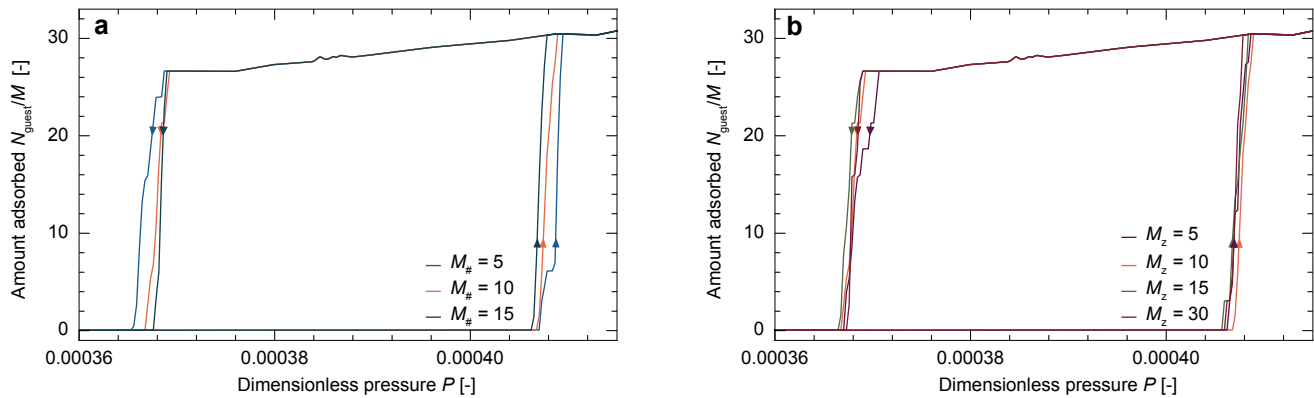 a
30
20
10
0
Amount adsorbed N_guest/M [-]
M_# = 5
M_# = 10
M_# = 15
0.00036
0.00038
0.00040
Dimensionless pressure P [-]
b
30
20
10
0
Amount adsorbed N_guest/M [-]
M_z = 5
M_z = 10
M_z = 15
M_z = 30
0.00036
0.00038
0.00040
Dimensionless pressure P [-]